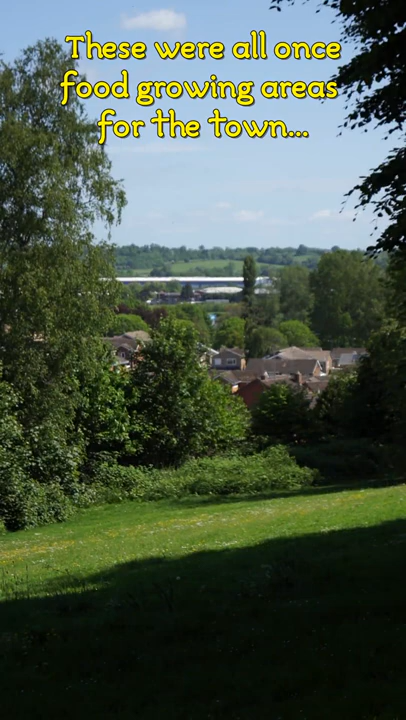 These were all once
food growing areas
for the town...